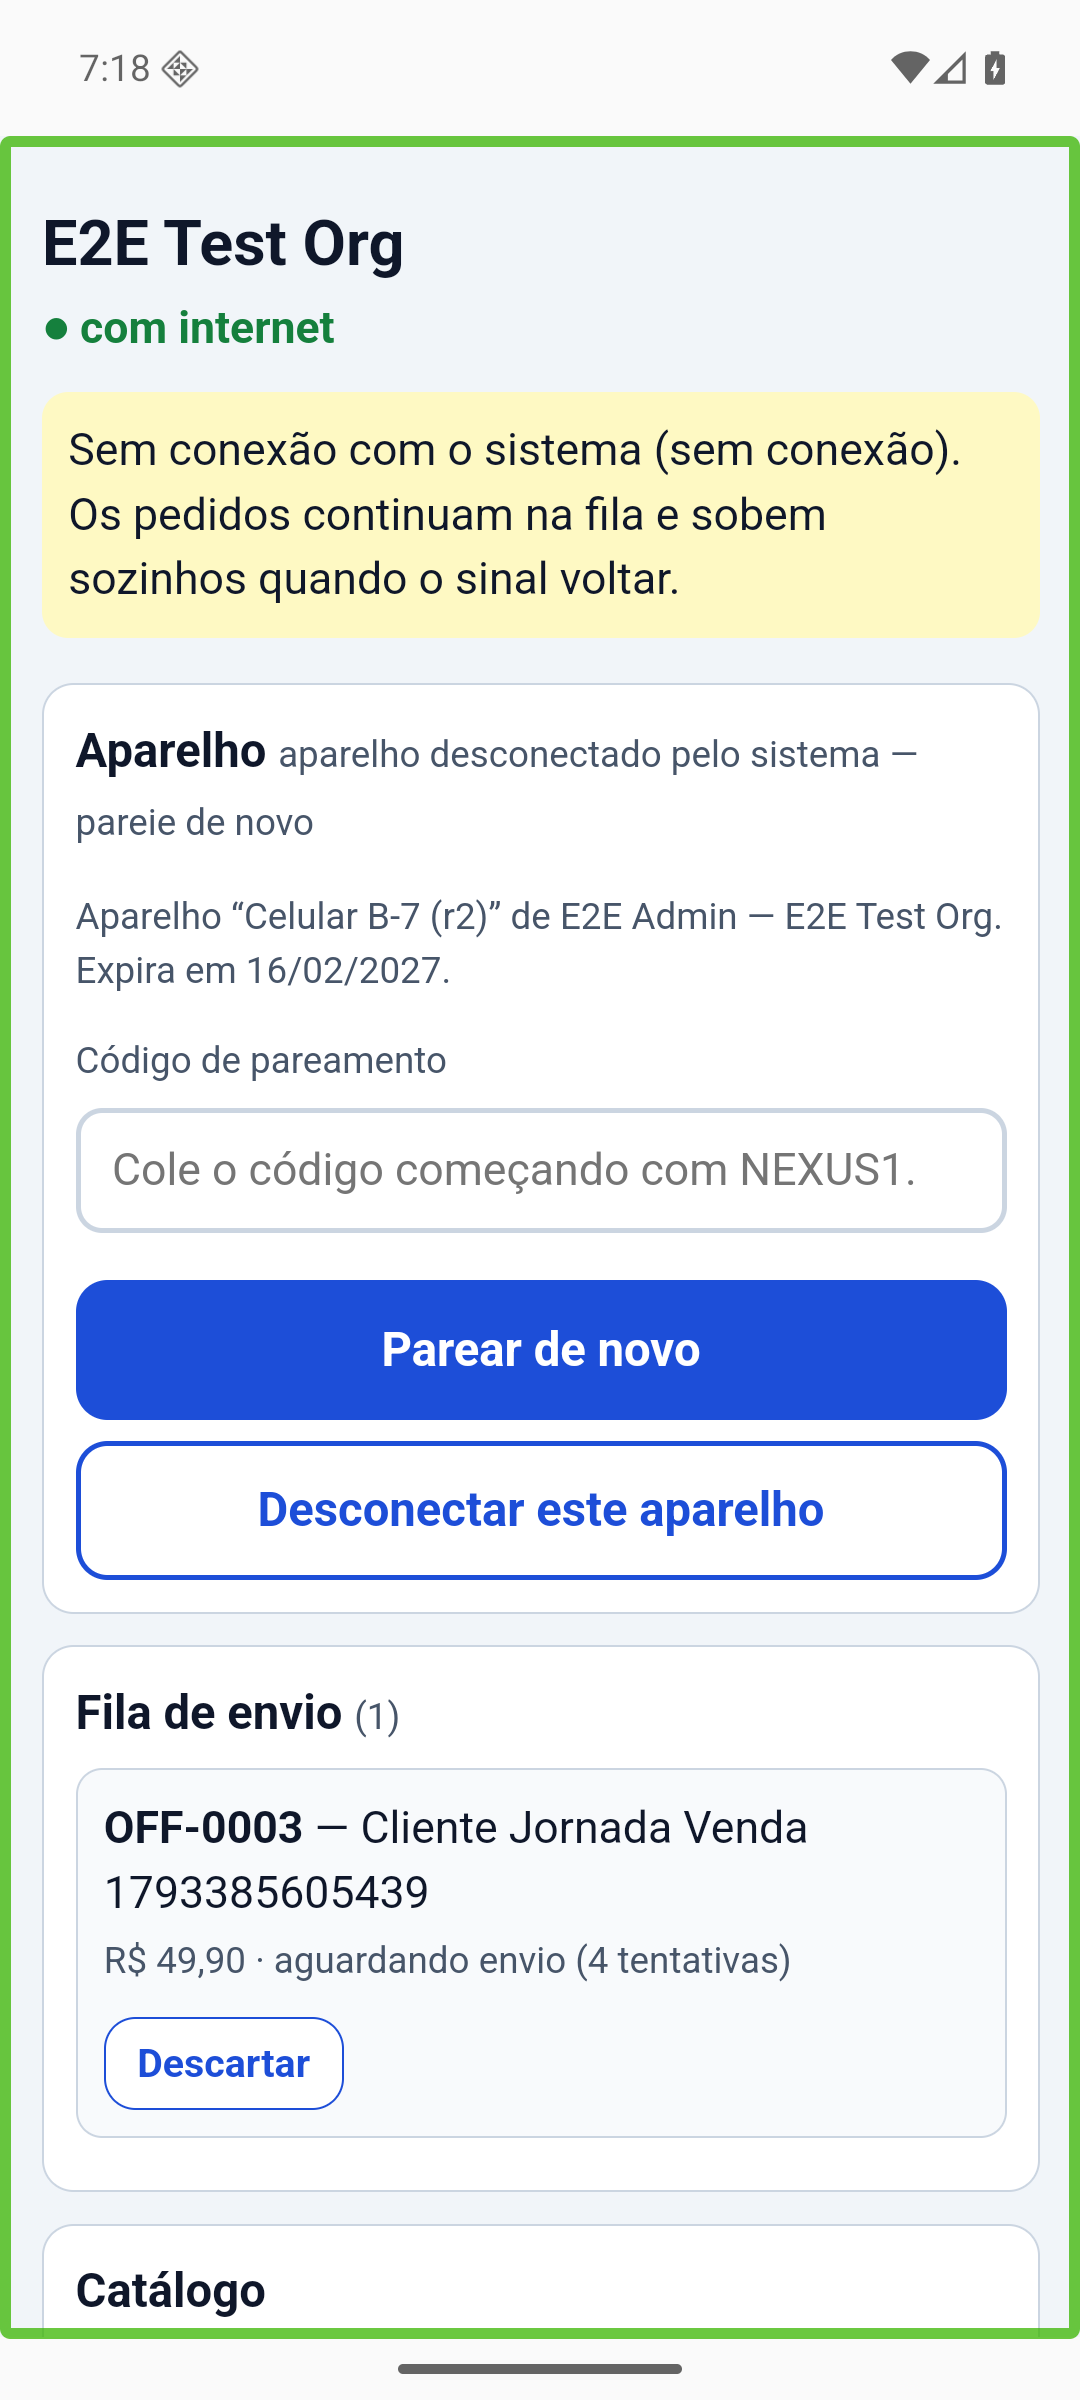 7:18
E2E Test Org
com internet
Sem conexão com o sistema (sem conexão).
Os pedidos continuam na fila e sobem
sozinhos quando o sinal voltar.
Aparelho aparelho desconectado pelo sistema —
pareie de novo
Aparelho “Celular B-7 (r2)” de E2E Admin — E2E Test Org.
Expira em 16/02/2027.
Código de pareamento
Cole o código começando com NEXUS1.
Parear de novo
Desconectar este aparelho
Fila de envio (1)
OFF-0003 — Cliente Jornada Venda
1793385605439
R$ 49,90 · aguardando envio (4 tentativas)
Descartar
Catálogo